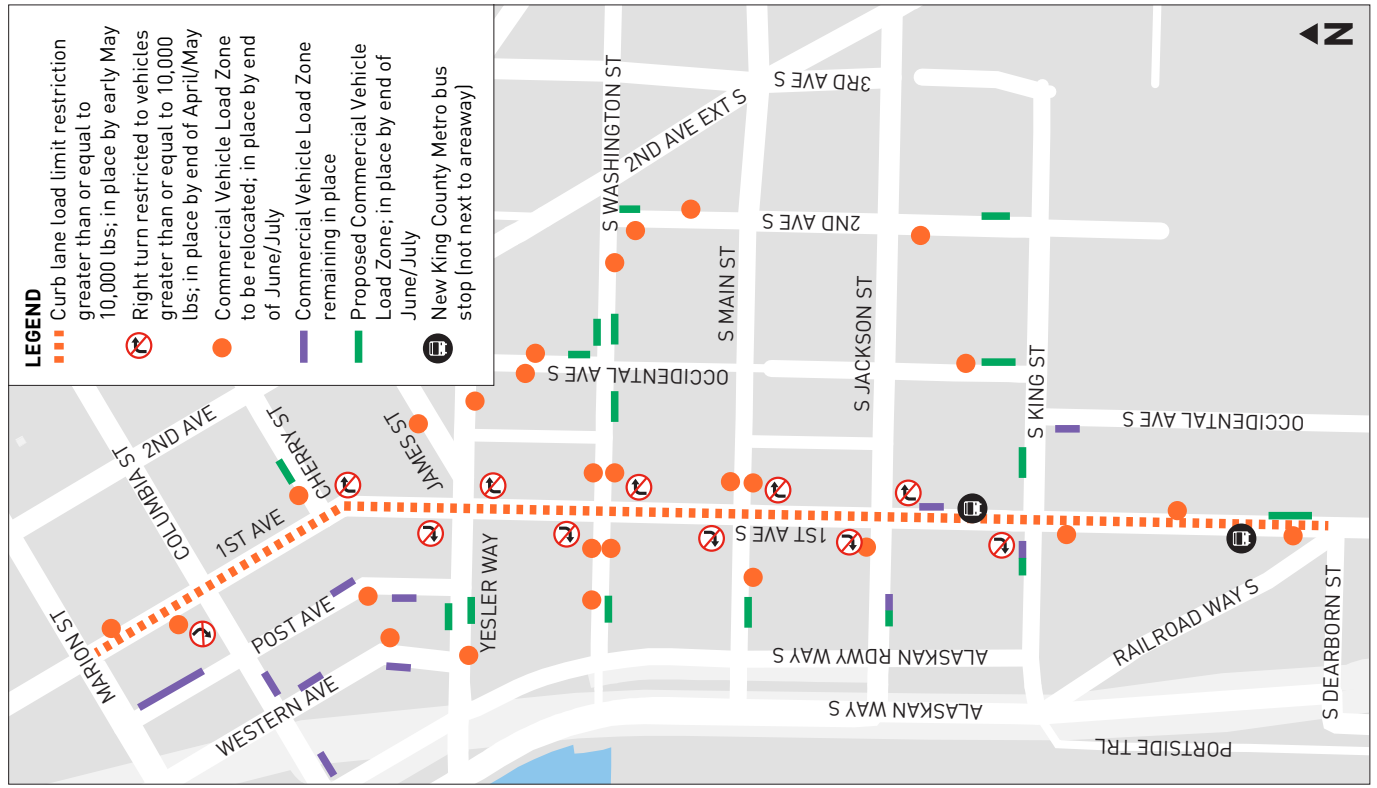 LEGEND
Curb lane load limit restriction
greater than or equal to
10,000 lbs; in place by early May
Right turn restricted to vehicles
greater than or equal to 10,000
lbs; in place by end of April/May
Commercial Vehicle Load Zone
to be relocated; in place by end
of June/July
Commercial Vehicle Load Zone
remaining in place
Proposed Commercial Vehicle
Load Zone; in place by end of
June/July
New King County Metro bus
stop (not next to areaway)
N
MARION ST
COLUMBIA ST
2ND AVE
CHERRY ST
JAMES ST
1ST AVE
POST AVE
WESTERN AVE
YESLER WAY
S WASHINGTON ST
2ND AVE EXT S
3RD AVE S
2ND AVE S
OCCIDENTAL AVE S
S MAIN ST
1ST AVE S
S JACKSON ST
S KING ST
OCCIDENTAL AVE S
ALASKAN RDWY WAY S
ALASKAN WAY S
RAILROAD WAY S
PORTSIDE TRL
S DEARBORN ST